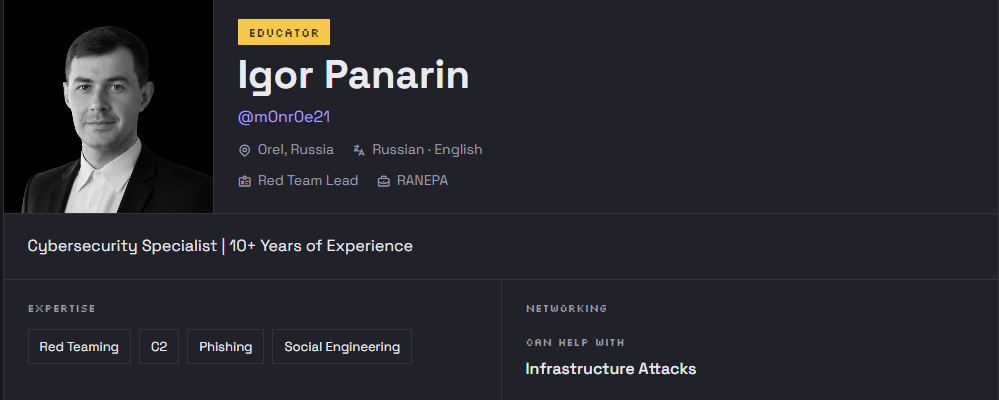 EDUCATOR
Igor Panarin
@m0nr0e21
Orel, Russia Russian · English
Red Team Lead RANEPA
Cybersecurity Specialist | 10+ Years of Experience
EXPERTISE
Red Teaming C2 Phishing Social Engineering
NETWORKING
CAN HELP WITH
Infrastructure Attacks